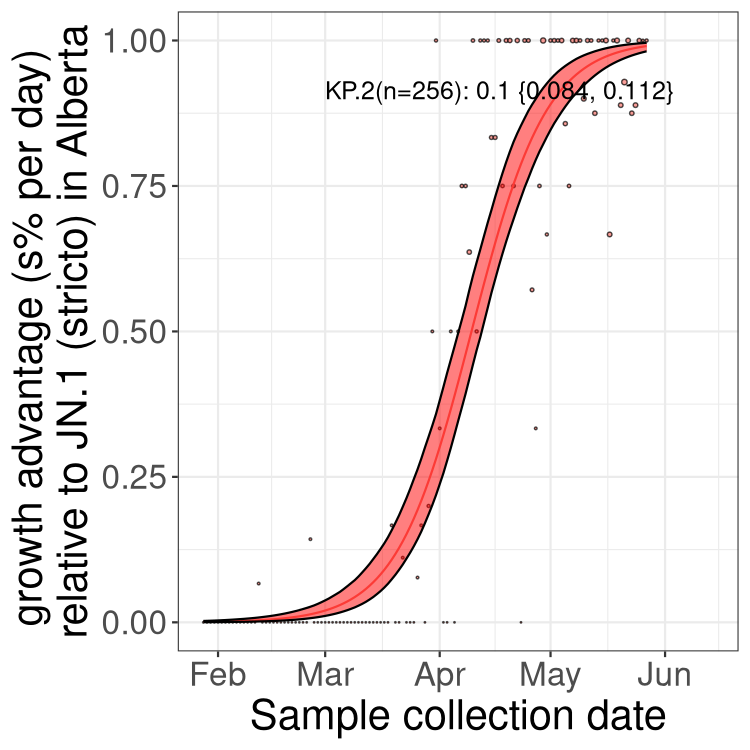 growth advantage (s% per day)
relative to JN.1 (stricto) in Alberta
1.00
0.75
0.50
0.25
0.00
KP.2(n=256): 0.1 {0.084, 0.112}
Feb Mar Apr May Jun
Sample collection date